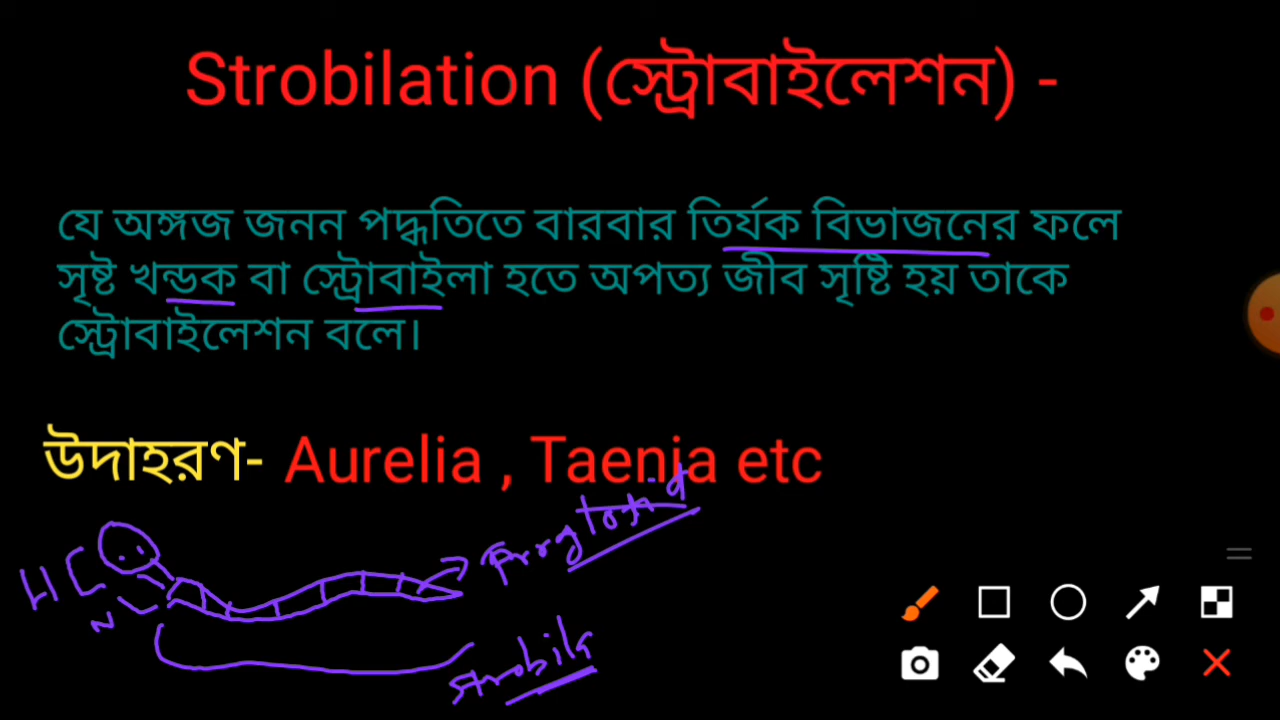 Strobilation (স্ট্রোবাইলেশন) -
যে অঙ্গজ জনন পদ্ধতিতে বারবার তির্যক বিভাজনের ফলে
সৃষ্ট খন্ডক বা স্ট্রোবাইলা হতে অপত্য জীব সৃষ্টি হয় তাকে
স্ট্রোবাইলেশন বলে।
উদাহরণ- Aurelia , Taenia etc
H
N
Strobila